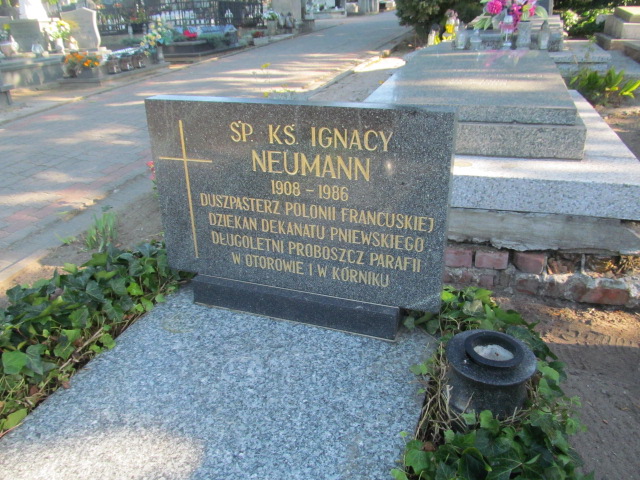 ŚP. KS. IGNACY
NEUMANN
1908 - 1986
DUSZPASTERZ POLONII FRANCUSKIEJ
DZIEKAN DEKANATU PNIEWSKIEGO
DŁUGOLETNI PROBOSZCZ PARAFII
W OTOROWIE I W KÓRNIKU